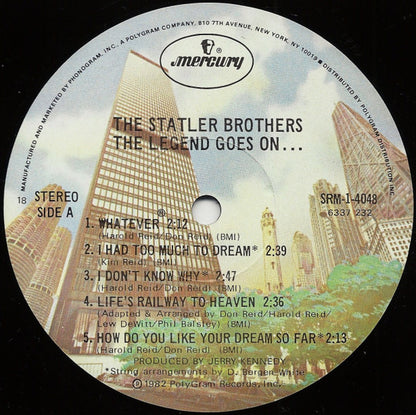 MANUFACTURED AND MARKETED BY PHONOGRAM, INC., A POLYGRAM COMPANY, 810 7TH AVENUE, NEW YORK, N.Y. 10019 • DISTRIBUTED BY POLYGRAM DISTRIBUTION, INC.
mercury
THE STATLER BROTHERS
THE LEGEND GOES ON...
18 STEREO
SIDE A
SRM-1-4048
6337 232
®
1. WHATEVER 2:12
(Harold Reid/Don Reid) (BMI)
2. I HAD TOO MUCH TO DREAM* 2:39
(Kim Reid) (BMI)
3. I DON'T KNOW WHY* 2:47
(Harold Reid/Don Reid) (BMI)
4. LIFE'S RAILWAY TO HEAVEN 2:36
(Adapted & Arranged by Don Reid/Harold Reid/
Lew DeWitt/Phil Balsley) (BMI)
5. HOW DO YOU LIKE YOUR DREAM SO FAR* 2:13
(Harold Reid/Don Reid) (BMI)
PRODUCED BY JERRY KENNEDY
*String arrangements by D. Bergen White
℗ 1982 PolyGram Records, Inc.